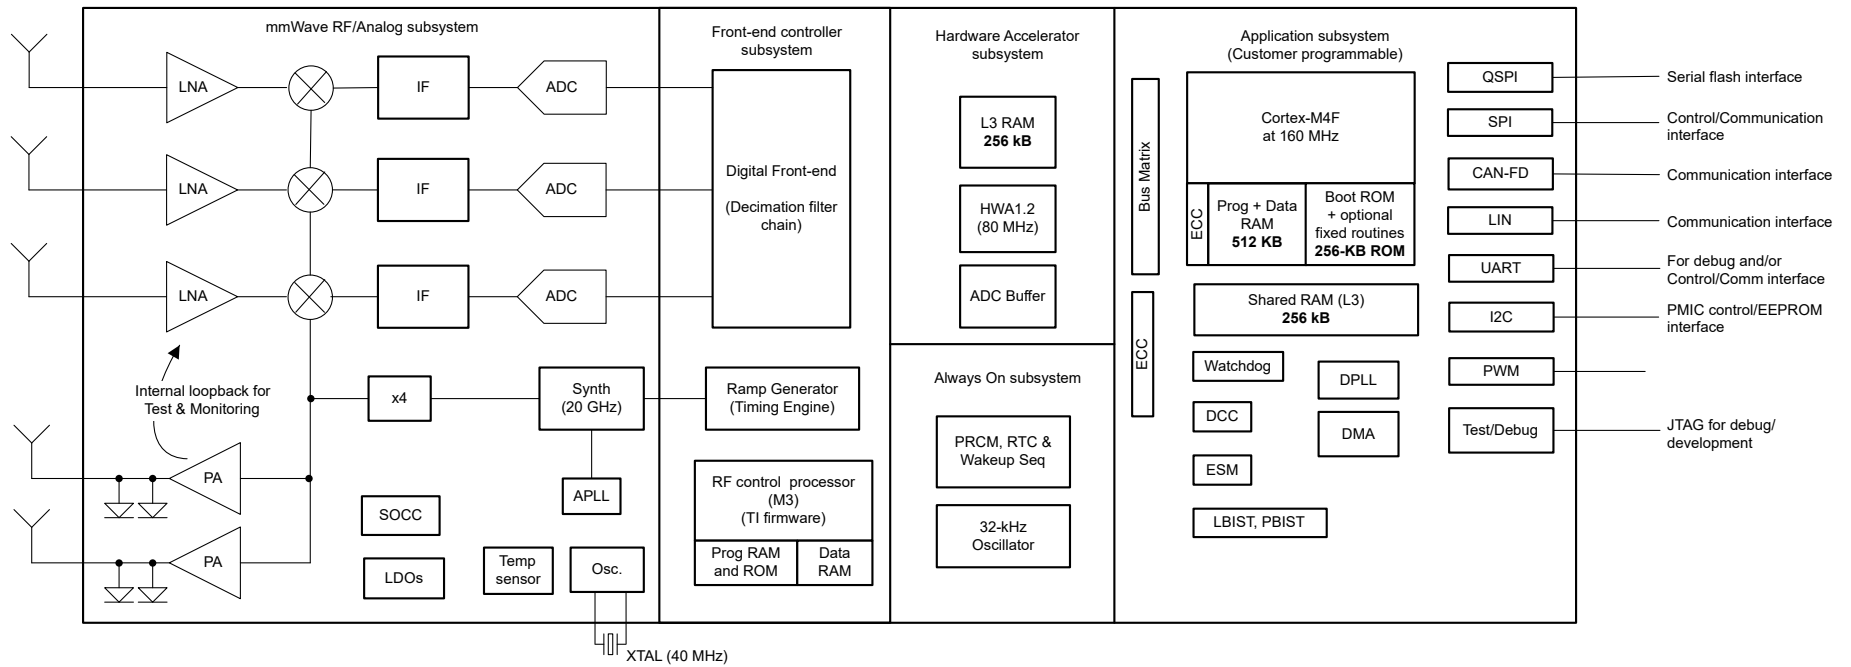 mmWave RF/Analog subsystem
LNA
IF
ADC
LNA
IF
ADC
LNA
IF
ADC
Internal loopback for
Test & Monitoring
x4
Synth
(20 GHz)
PA
APLL
SOCC
PA
LDOs
Temp
sensor
Osc.
XTAL (40 MHz)
Front-end controller
subsystem
Digital Front-end
(Decimation filter
chain)
Ramp Generator
(Timing Engine)
RF control processor
(M3)
(TI firmware)
Prog RAM
and ROM
Data
RAM
Hardware Accelerator
subsystem
L3 RAM
256 kB
HWA1.2
(80 MHz)
ADC Buffer
Always On subsystem
PRCM, RTC &
Wakeup Seq
32-kHz
Oscillator
Application subsystem
(Customer programmable)
Bus Matrix
Cortex-M4F
at 160 MHz
ECC
Prog + Data
RAM
512 KB
Boot ROM
+ optional
fixed routines
256-KB ROM
ECC
Shared RAM (L3)
256 kB
Watchdog
DPLL
DCC
DMA
ESM
LBIST, PBIST
QSPI
Serial flash interface
SPI
Control/Communication
interface
CAN-FD
Communication interface
LIN
Communication interface
UART
For debug and/or
Control/Comm interface
I2C
PMIC control/EEPROM
interface
PWM
Test/Debug
JTAG for debug/
development